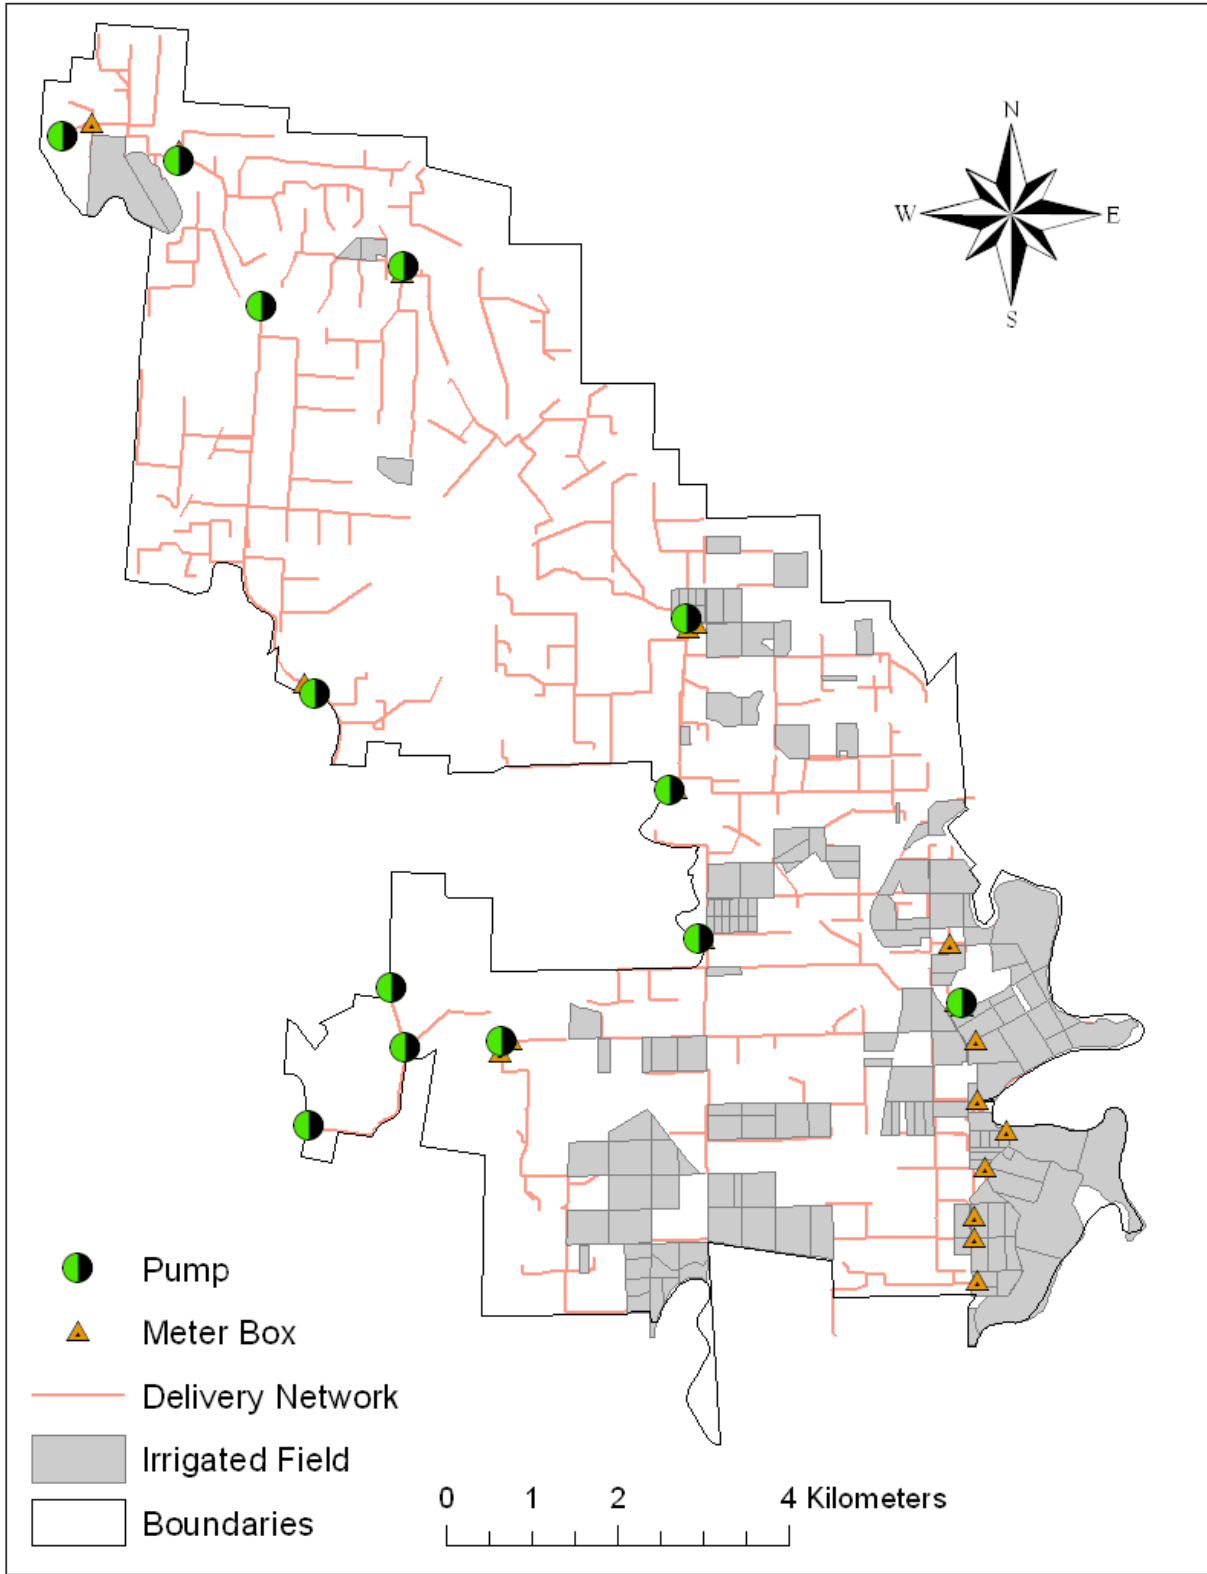 N
W E
S
Pump
Meter Box
Delivery Network
Irrigated Field
Boundaries
0 1 2 4 Kilometers